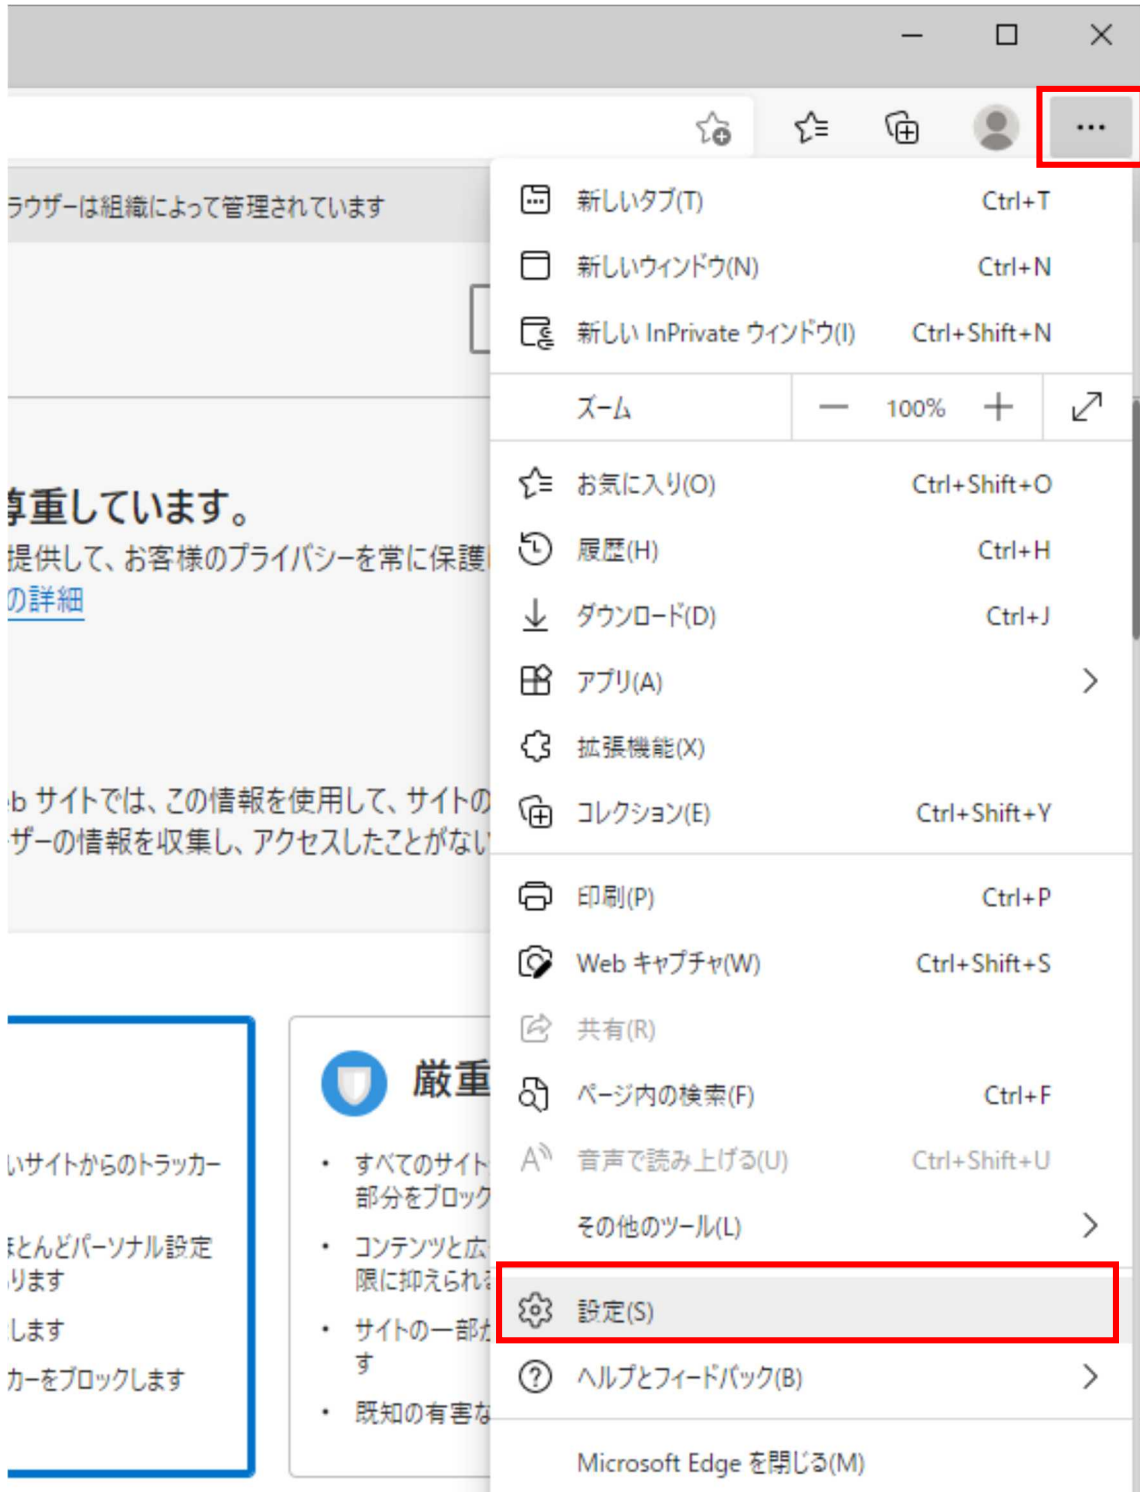 ラウザーは組織によって管理されています
尊重しています。
提供して、お客様のプライバシーを常に保護
の詳細
b サイトでは、この情報を使用して、サイトの
ザーの情報を収集し、アクセスしたことがない
いサイトからのトラッカー
ほとんどパーソナル設定
ります
します
カーをブロックします
厳重
• すべてのサイト
部分をブロック
• コンテンツと広
限に抑えられ
• サイトの一部が
す
• 既知の有害な
新しいタブ(T) Ctrl+T
新しいウィンドウ(N) Ctrl+N
新しい InPrivate ウィンドウ(I) Ctrl+Shift+N
ズーム — 100% +
お気に入り(O) Ctrl+Shift+O
履歴(H) Ctrl+H
ダウンロード(D) Ctrl+J
アプリ(A)
拡張機能(X)
コレクション(E) Ctrl+Shift+Y
印刷(P) Ctrl+P
Web キャプチャ(W) Ctrl+Shift+S
共有(R)
ページ内の検索(F) Ctrl+F
音声で読み上げる(U) Ctrl+Shift+U
その他のツール(L)
設定(S)
ヘルプとフィードバック(B)
Microsoft Edge を閉じる(M)